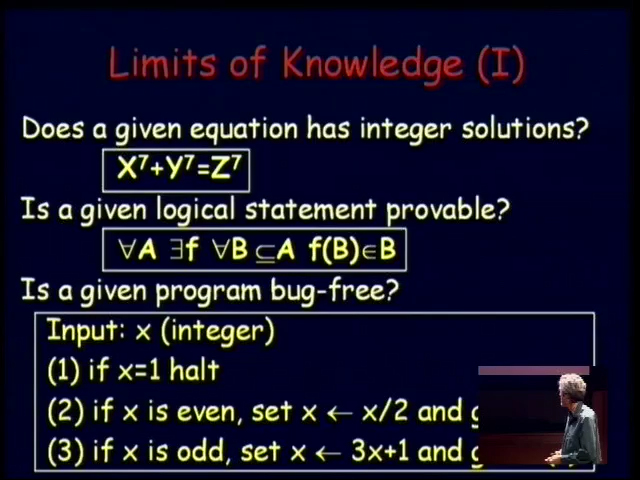 Limits of Knowledge (I)
Does a given equation has integer solutions?
X⁷+Y⁷=Z⁷
Is a given logical statement provable?
∀A ∃f ∀B ⊆A f(B)∈B
Is a given program bug-free?
Input: x (integer)
(1) if x=1 halt
(2) if x is even, set x ← x/2 and
(3) if x is odd, set x ← 3x+1 and